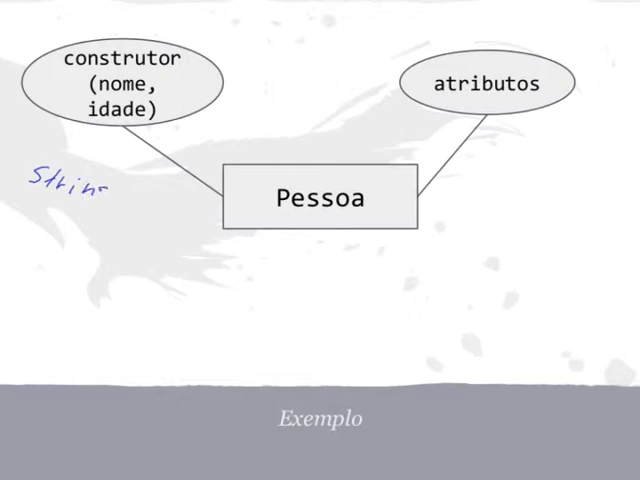 construtor
(nome,
idade)
atributos
Pessoa
Exemplo